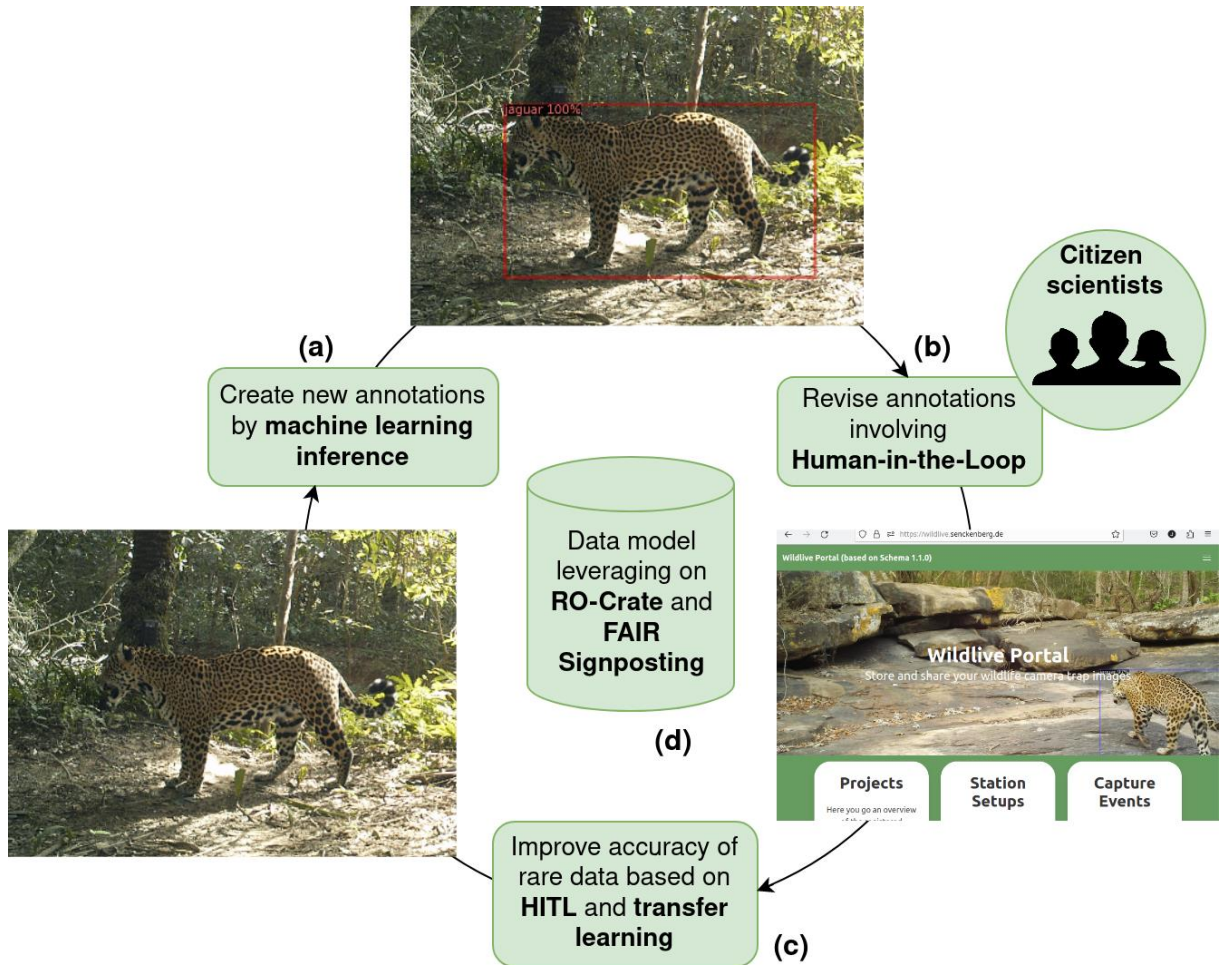 jaguar 100%
Citizen
scientists
(a)
(b)
Create new annotations
by machine learning
inference
Revise annotations
involving
Human-in-the-Loop
Data model
leveraging on
RO-Crate and
FAIR
Signposting
(d)
https://wildlive.senckenberg.de
Wildlive Portal (based on Schema 1.1.0)
Wildlive Portal
Store and share your wildlife camera trap images
Projects
Station
Setups
Capture
Events
Here you go an overview
of the registered
Improve accuracy of
rare data based on
HITL and transfer
learning
(c)